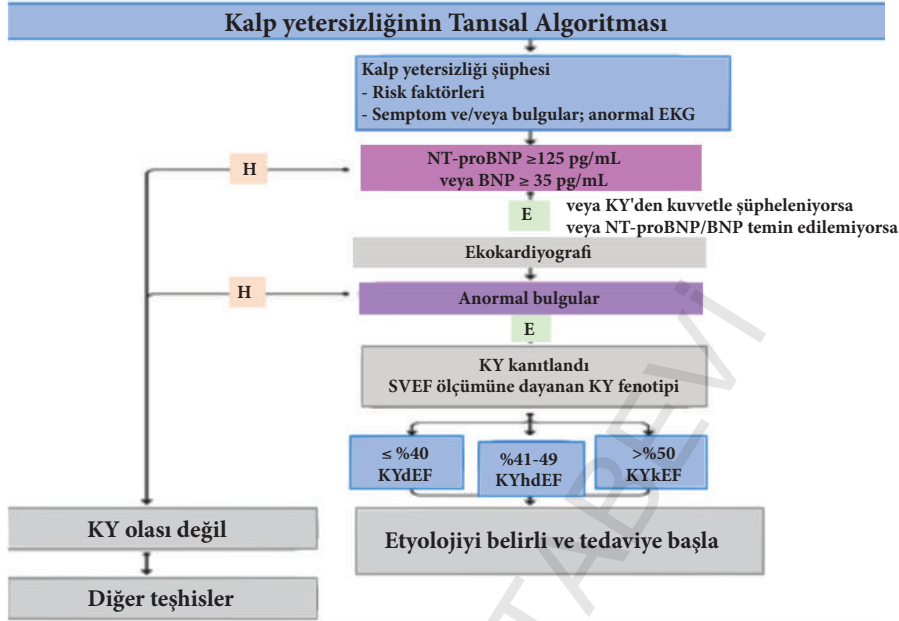 Kalp yetersizliğinin Tanısal Algoritması
Kalp yetersizliği şüphesi
- Risk faktörleri
- Semptom ve/veya bulgular; anormal EKG
H
NT-proBNP ≥125 pg/mL
veya BNP ≥ 35 pg/mL
E
veya KY'den kuvvetle şüpheleniyorsa
veya NT-proBNP/BNP temin edilemiyorsa
Ekokardiyografi
H
Anormal bulgular
E
KY kanıtlandı
SVEF ölçümüne dayanan KY fenotipi
≤ %40
KYdEF
%41-49
KYhdEF
>%50
KYkEF
KY olası değil
Etyolojiyi belirli ve tedaviye başla
Diğer teşhisler
TABEVİ